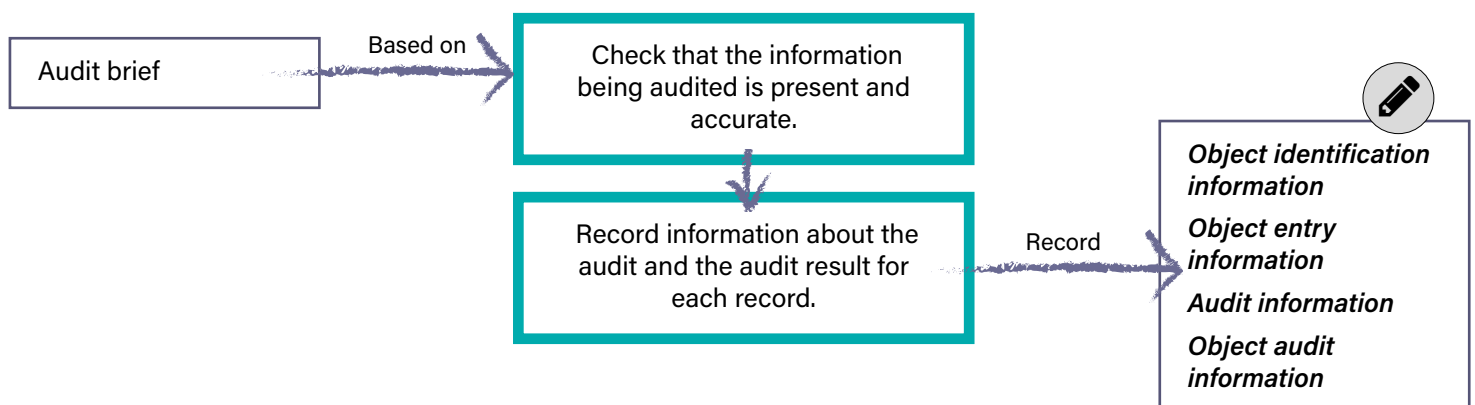 Audit brief
Based on
Check that the information
being audited is present and
accurate.
Record information about the
audit and the audit result for
each record.
Record
Object identification
information
Object entry
information
Audit information
Object audit
information